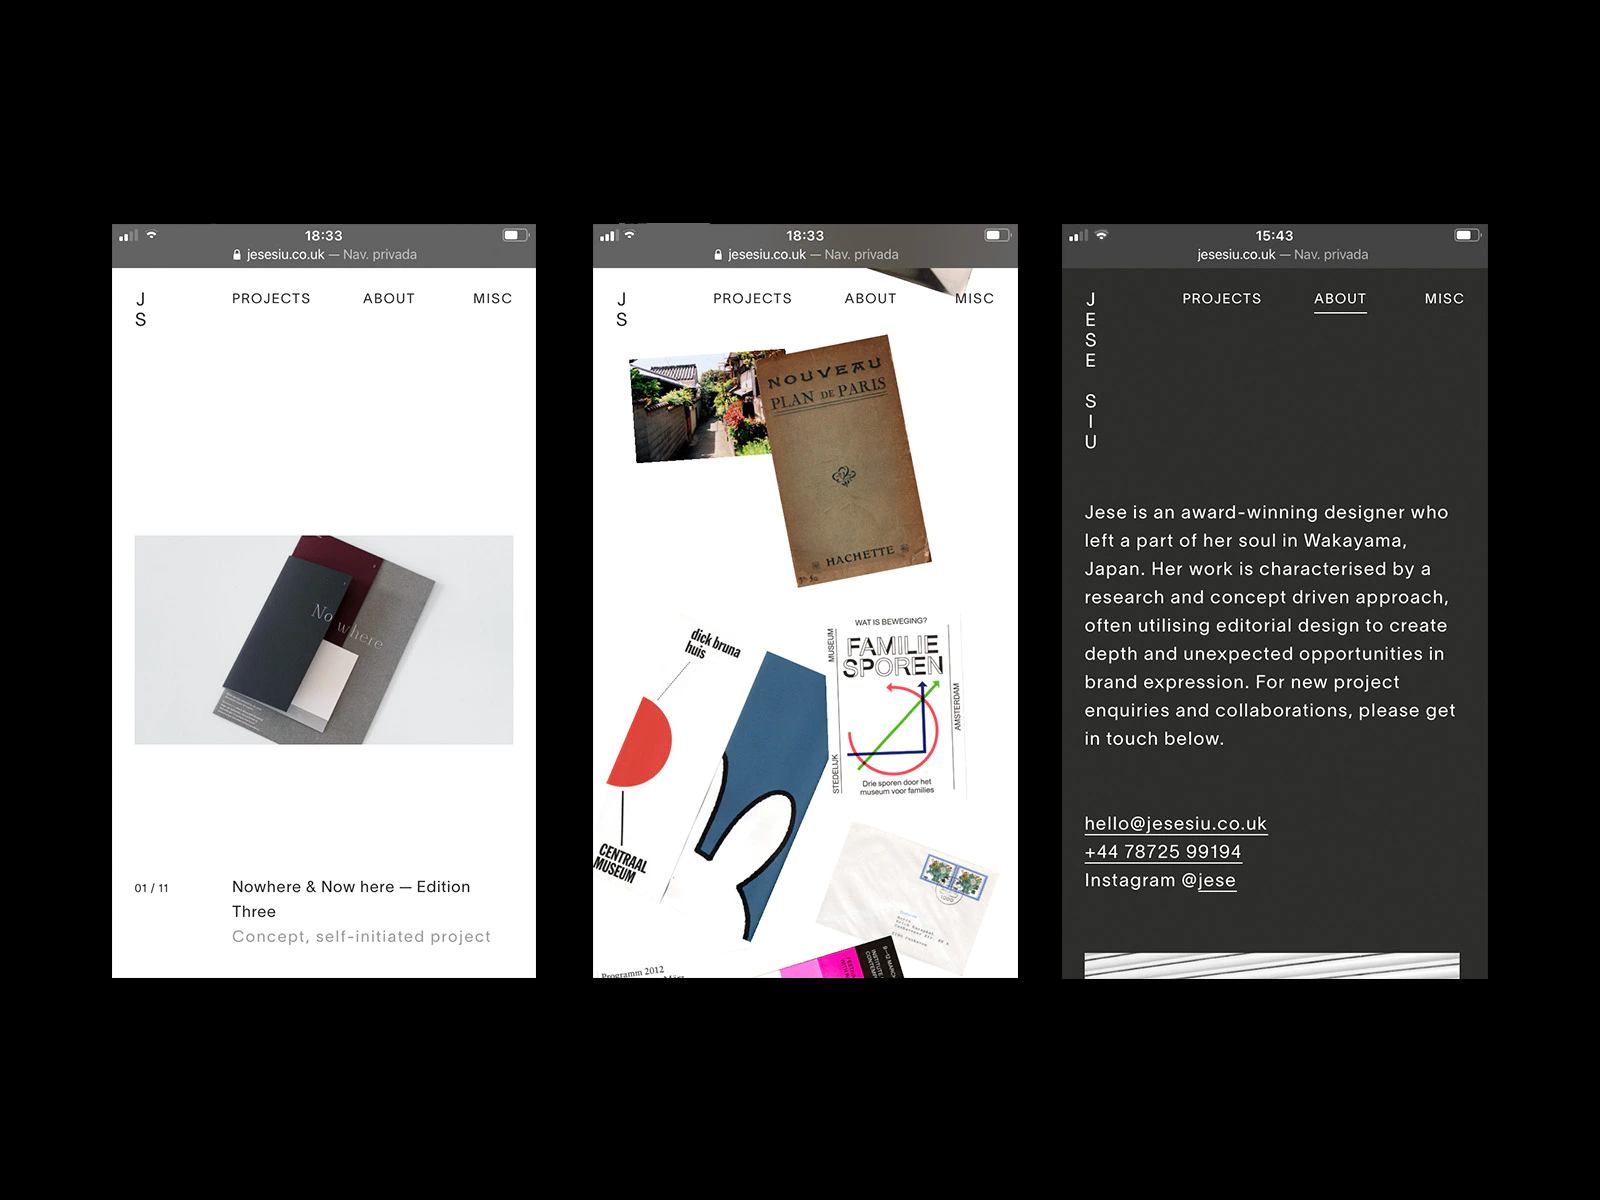 18:33
jesesiu.co.uk — Nav. privada
J
S
PROJECTS
ABOUT
MISC
No where
01 / 11
Nowhere & Now here — Edition
Three
Concept, self-initiated project
18:33
jesesiu.co.uk — Nav. privada
J
S
PROJECTS
ABOUT
MISC
NOUVEAU
PLAN DE PARIS
HACHETTE
dick bruna
huis
CENTRAAL
MUSEUM
WAT IS BEWEGING?
MUSEUM
FAMILIE
SPOREN
AMSTERDAM
STEDELIJK
Drie sporen door het
museum voor families
Programm 2012
15:43
jesesiu.co.uk — Nav. privada
J
E
S
E
S
I
U
PROJECTS
ABOUT
MISC
Jese is an award-winning designer who
left a part of her soul in Wakayama,
Japan. Her work is characterised by a
research and concept driven approach,
often utilising editorial design to create
depth and unexpected opportunities in
brand expression. For new project
enquiries and collaborations, please get
in touch below.
hello@jesesiu.co.uk
+44 78725 99194
Instagram @jese